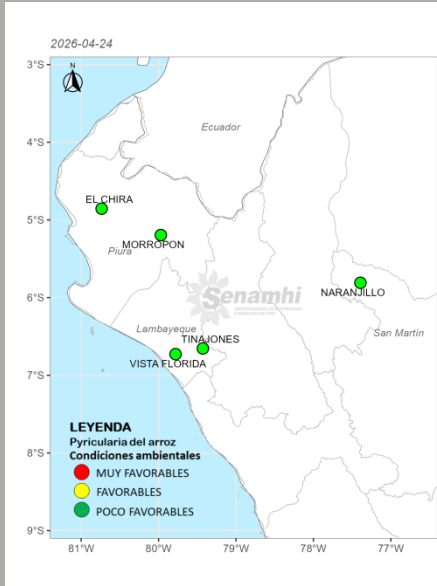 2026-04-24
3°S
N
4°S
Ecuador
EL CHIRA
5°S
MORROPON
Piura
6°S
Senamhi
NARANJILLO
Lambayeque
San Martín
TINAJONES
VISTA FLORIDA
7°S
LEYENDA
Pyricularia del arroz
Condiciones ambientales
MUY FAVORABLES
FAVORABLES
POCO FAVORABLES
8°S
9°S
81°W 80°W 79°W 78°W 77°W